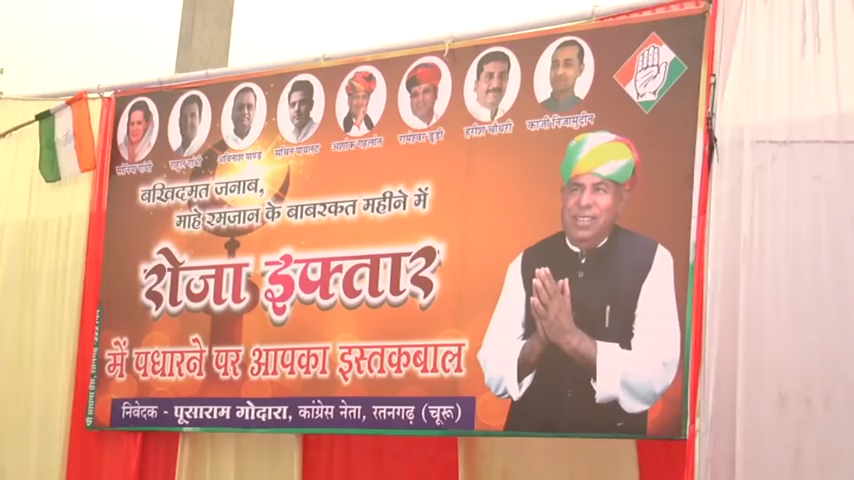 सोनिया गांधी राहुल गांधी अविनाश पाण्डे सचिन पायलट अशोक गहलोत रामेश्वर डूडी हरीश चौधरी काजी निजामुद्दीन
बखिदमत जनाब,
माहे रमजान के बाबरकत महीने में
रोजा इफ्तार
में पधारने पर आपका इस्तकबाल
निवेदक - पूसाराम गोदारा, कांग्रेस नेता, रतनगढ़ (चूरू)